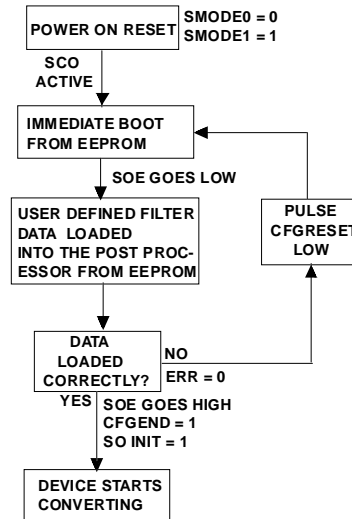 POWER ON RESET
SMODE0 = 0
SMODE1 = 1
SCO
ACTIVE
IMMEDIATE BOOT
FROM EEPROM
SOE GOES LOW
USER DEFINED FILTER
DATA LOADED
INTO THE POST PROC-
ESSOR FROM EEPROM
PULSE
CFGRESET
LOW
DATA
LOADED
CORRECTLY?
NO
ERR = 0
YES
SOE GOES HIGH
CFGEND = 1
SO INIT = 1
DEVICE STARTS
CONVERTING